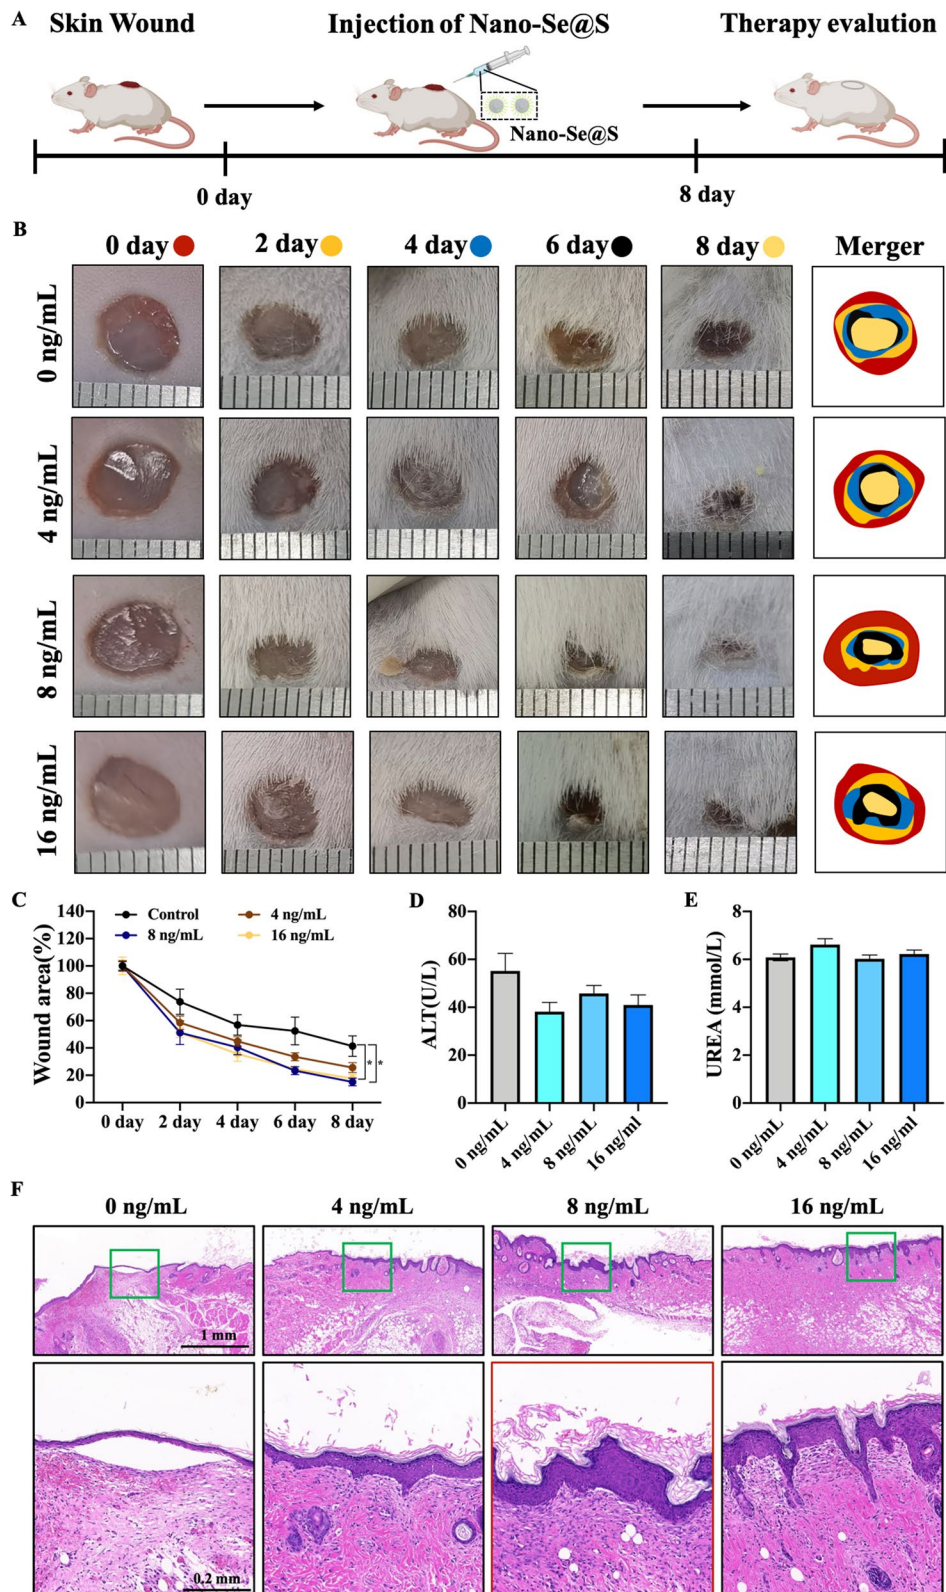 A
Skin Wound Injection of Nano-Se@S Therapy evalution
Nano-Se@S
0 day 8 day
B
0 day 2 day 4 day 6 day 8 day Merger
0 ng/mL
4 ng/mL
8 ng/mL
16 ng/mL
C
Wound area(%)
140
120
100
80
60
40
20
0
Control 4 ng/mL
8 ng/mL 16 ng/mL
* *
0 day 2 day 4 day 6 day 8 day
D
ALT(U/L)
80
60
40
20
0
0 ng/mL 4 ng/mL 8 ng/mL 16 ng/ml
E
UREA (mmol/L)
8
6
4
2
0
0 ng/mL 4 ng/mL 8 ng/mL 16 ng/ml
F
0 ng/mL 4 ng/mL 8 ng/mL 16 ng/mL
1 mm
0.2 mm